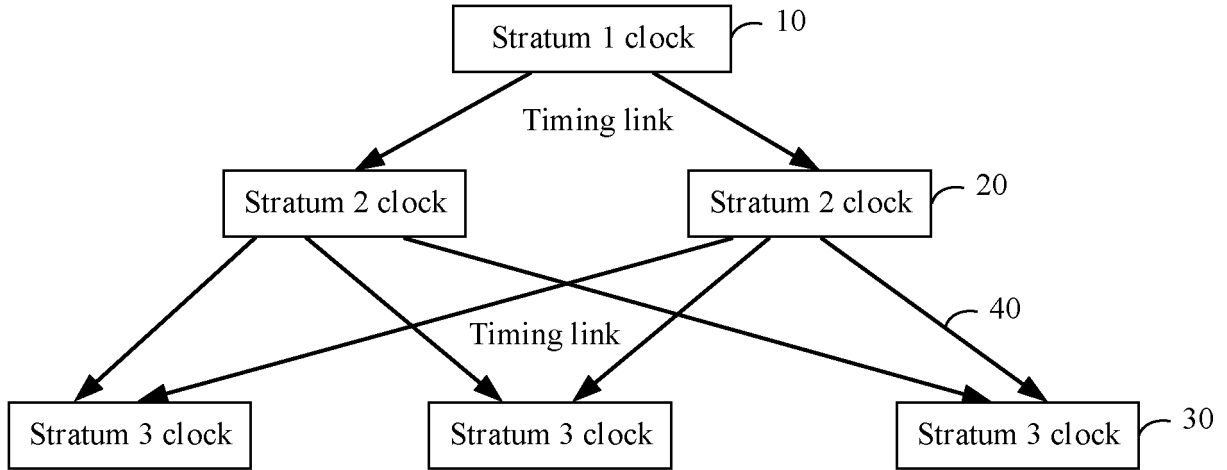 Stratum 1 clock
10
Timing link
Stratum 2 clock
Stratum 2 clock
20
40
Timing link
Stratum 3 clock
Stratum 3 clock
Stratum 3 clock
30